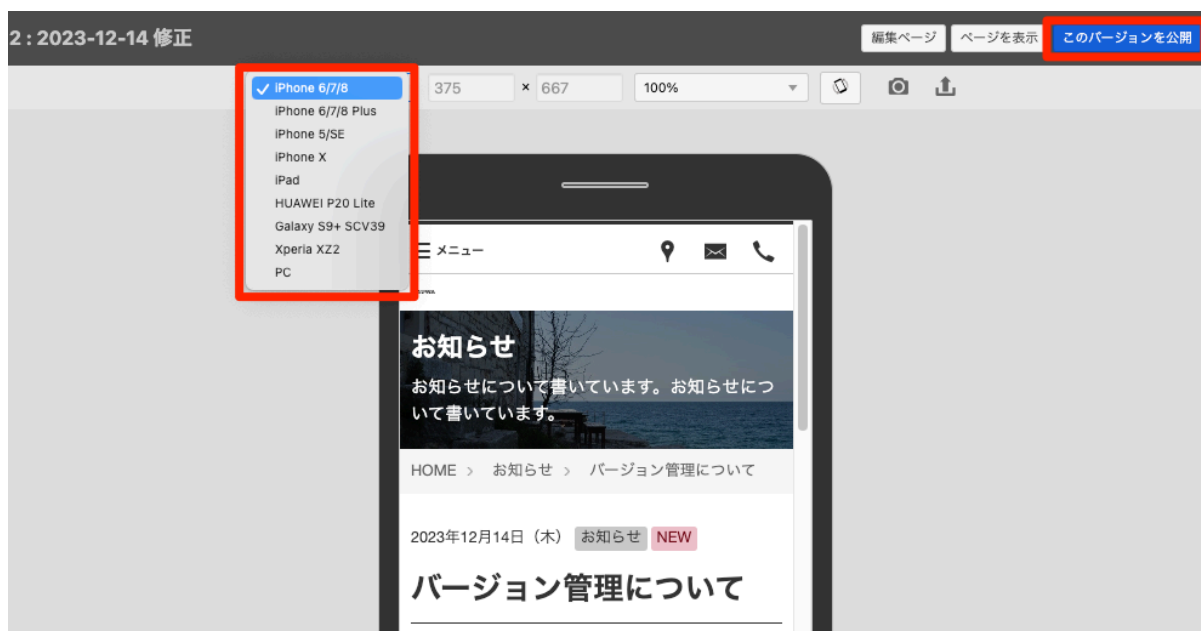 2 : 2023-12-14 修正
編集ページ
ページを表示
このバージョンを公開
✓ iPhone 6/7/8
iPhone 6/7/8 Plus
iPhone 5/SE
iPhone X
iPad
HUAWEI P20 Lite
Galaxy S9+ SCV39
Xperia XZ2
PC
375 × 667
100%
メニュー
お知らせ
お知らせについて書いています。お知らせにつ
いて書いています。
HOME > お知らせ > バージョン管理について
2023年12月14日（木） お知らせ NEW
バージョン管理について